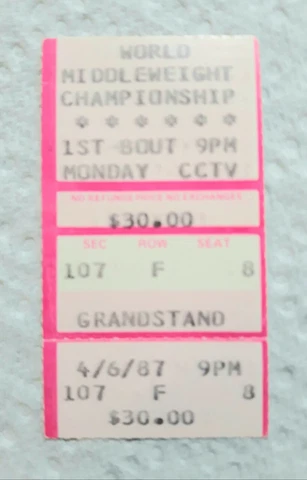 WORLD
MIDDLEWEIGHT
CHAMPIONSHIP
* * * * * *
1ST BOUT 9PM
MONDAY CCTV
NO REFUNDS/PRICE NO EXCHANGES
$30.00
SEC ROW SEAT
107 F 8
GRANDSTAND
4/6/87 9PM
107 F 8
$30.00